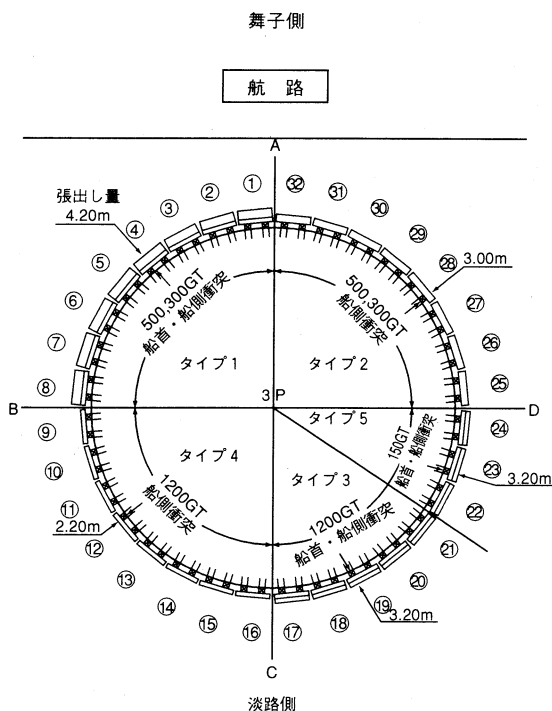 舞子側
航 路
A
張出し量
4.20m
① ㉜
② ㉛
③ ㉚
④ ㉙
⑤ ㉘
3.00m
⑥ ㉗
⑦ ㉖
⑧ ㉕
500,300GT
船首・船側衝突
500,300GT
船首・船側衝突
タイプ1 タイプ2
3P
B D
タイプ5
タイプ4 タイプ3
150GT
船首・船側衝突
1200GT
船側衝突
1200GT
船首・船側衝突
⑨ ㉔
⑩ ㉓
3.20m
⑪ ㉒
2.20m
⑫ ㉑
⑬ ⑳
⑭ ⑲
3.20m
⑮ ⑱
⑯ ⑰
C
淡路側